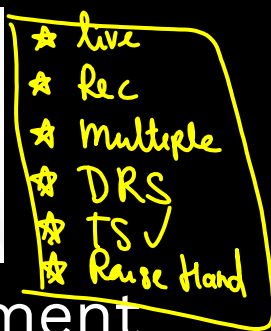 ☆ live
☆ Rec
☆ Multiple
☆ DRS
☆ TS ✓
☆ Raise Hand
ment